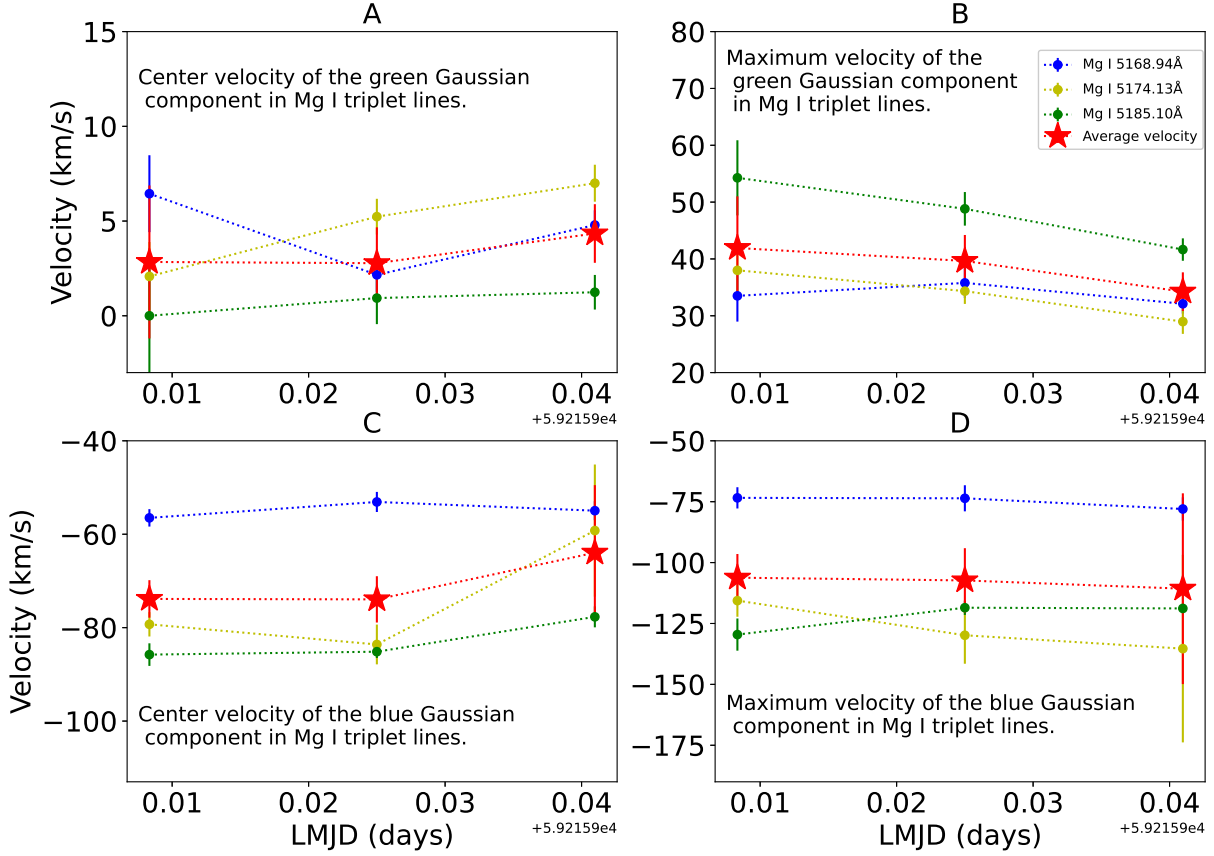 A
15
10
5
0
Velocity (km/s)
Center velocity of the green Gaussian
component in Mg I triplet lines.
0.01 0.02 0.03 0.04
+5.92159e4
B
80
70
60
50
40
30
20
Maximum velocity of the
green Gaussian component
in Mg I triplet lines.
Mg I 5168.94Å
Mg I 5174.13Å
Mg I 5185.10Å
Average velocity
0.01 0.02 0.03 0.04
+5.92159e4
C
−40
−60
−80
−100
Velocity (km/s)
Center velocity of the blue Gaussian
component in Mg I triplet lines.
0.01 0.02 0.03 0.04
LMJD (days)
+5.92159e4
D
−50
−75
−100
−125
−150
−175
Maximum velocity of the blue Gaussian
component in Mg I triplet lines.
0.01 0.02 0.03 0.04
LMJD (days)
+5.92159e4